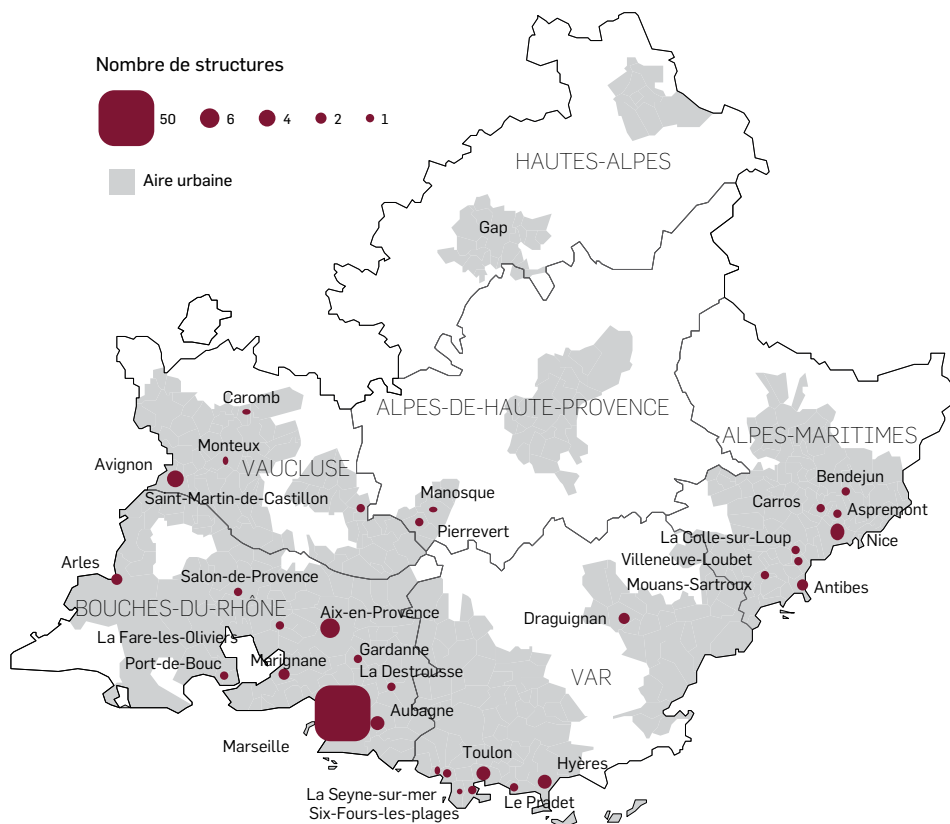 Nombre de structures
50 6 4 2 1
Aire urbaine
HAUTES-ALPES
Gap
ALPES-DE-HAUTE-PROVENCE
Caromb
ALPES-MARITIMES
Monteux
VAUCLUSE
Avignon
Bendejun
Saint-Martin-de-Castillon
Manosque
Carros
Aspremont
Pierrevert
La Colle-sur-Loup
Nice
Villeneuve-Loubet
Arles
Salon-de-Provence
Mouans-Sartroux
Antibes
BOUCHES-DU-RHÔNE
Aix-en-Provence
Draguignan
La Fare-les-Oliviers
Gardanne
Port-de-Bouc
Marignane
La Destrousse
VAR
Aubagne
Marseille
Toulon
Hyères
La Seyne-sur-mer
Le Pradet
Six-Fours-les-plages